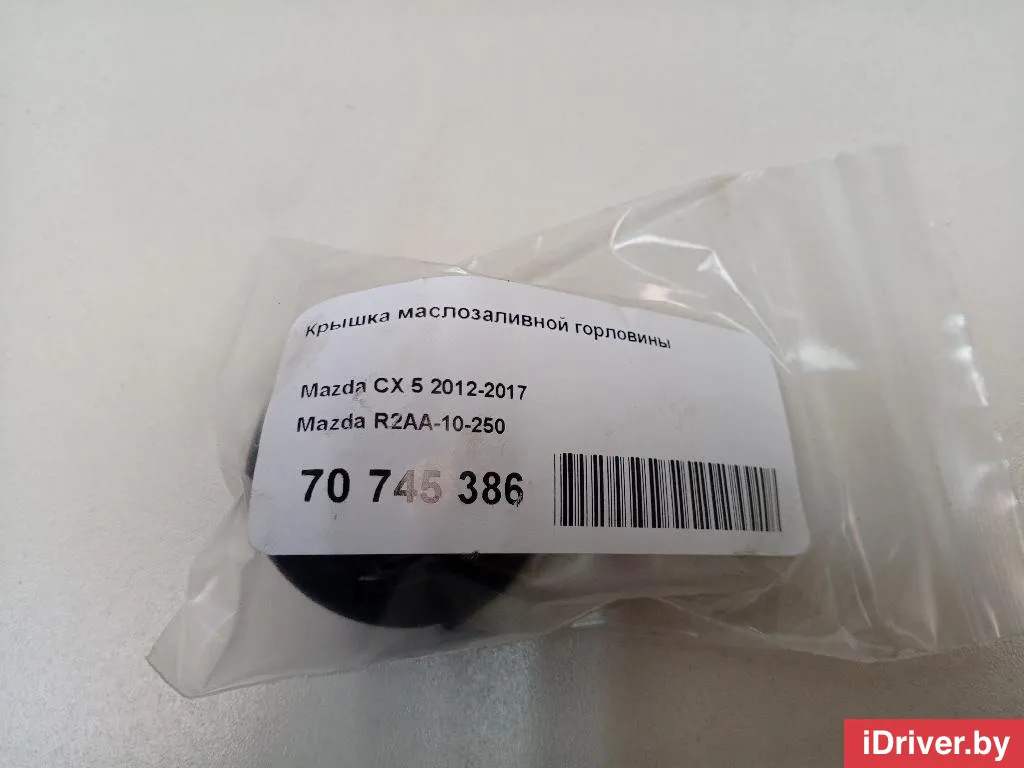 Крышка маслозаливной горловины
Mazda CX 5 2012-2017
Mazda R2AA-10-250
70 745 386
iDriver.by